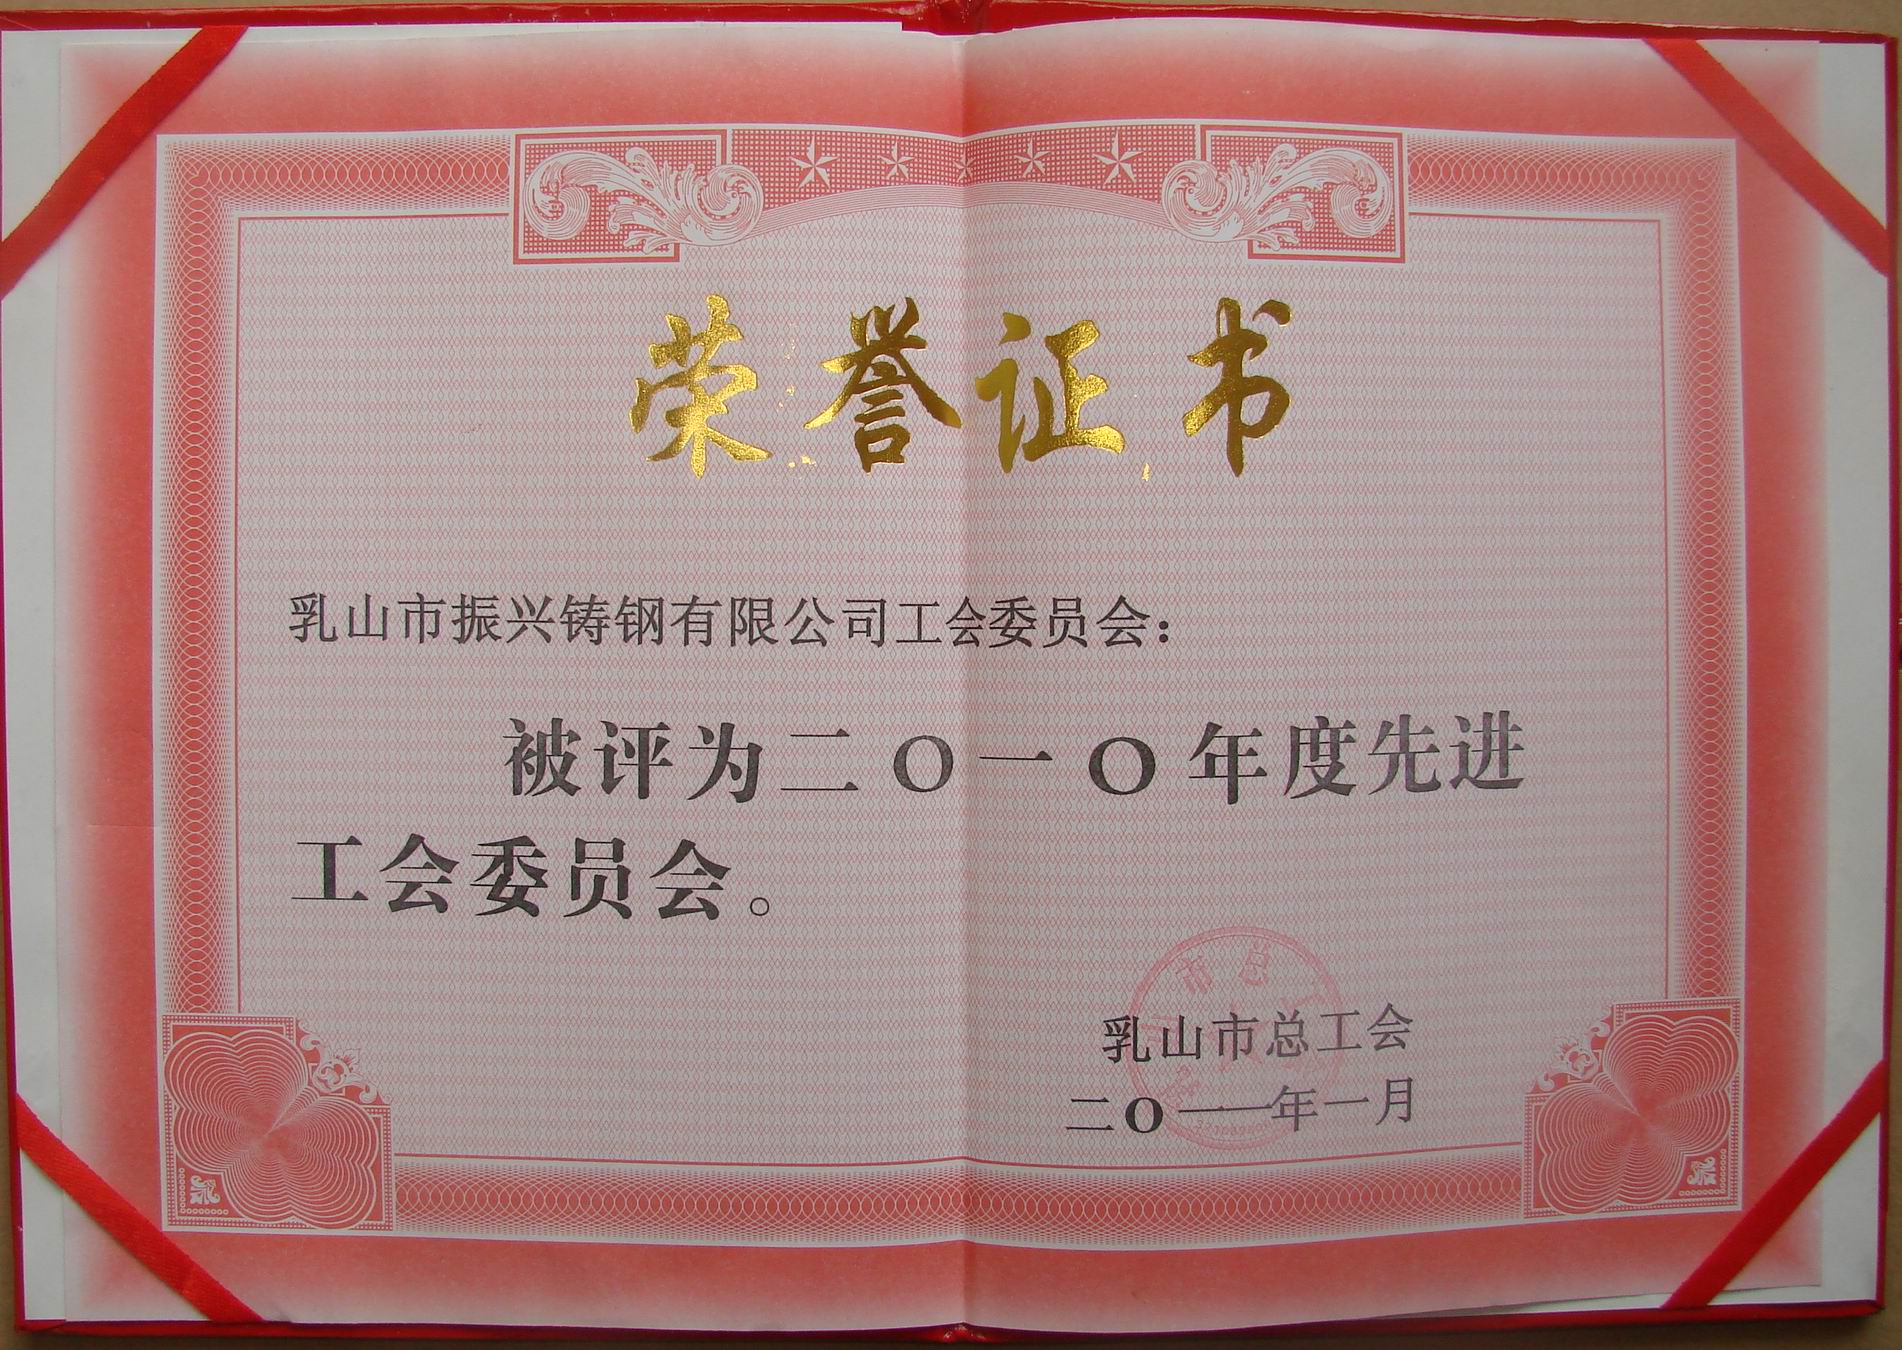 荣誉证书
乳山市振兴铸钢有限公司工会委员会：
被评为二〇一〇年度先进
工会委员会。
乳山市总工会
二〇一一年一月